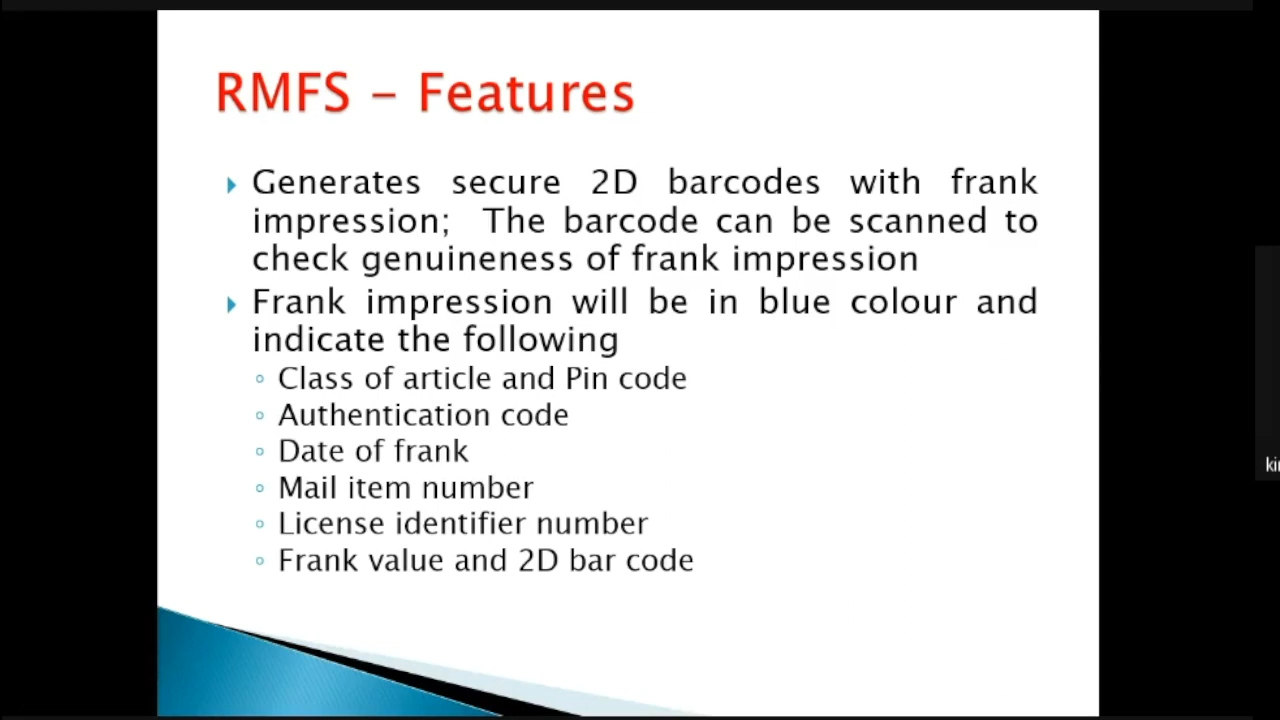 RMFS – Features
Generates secure 2D barcodes with frank
impression; The barcode can be scanned to
check genuineness of frank impression
Frank impression will be in blue colour and
indicate the following
Class of article and Pin code
Authentication code
Date of frank
Mail item number
License identifier number
Frank value and 2D bar code